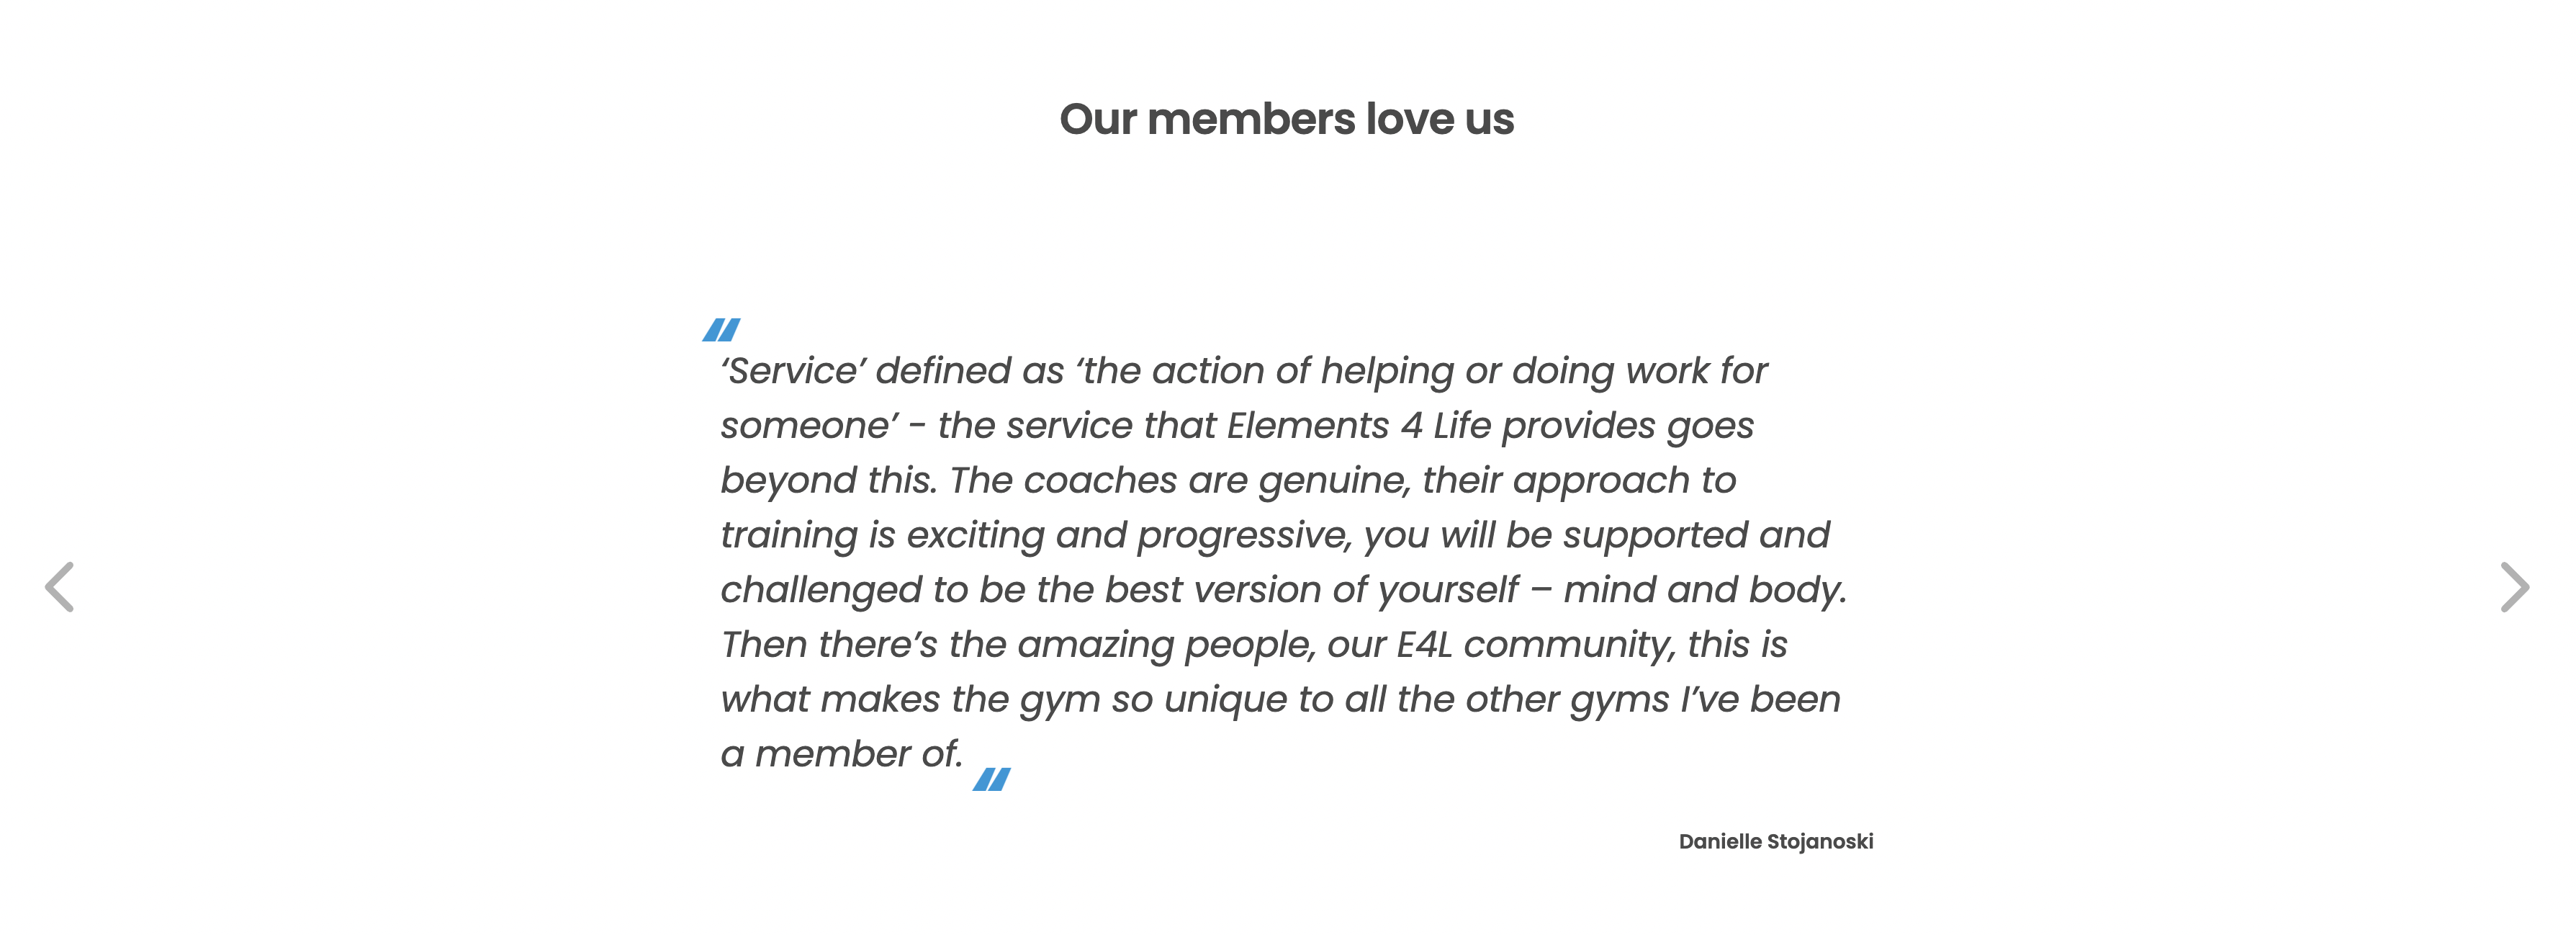 Our members love us
"
‘Service’ defined as ‘the action of helping or doing work for
someone’ - the service that Elements 4 Life provides goes
beyond this. The coaches are genuine, their approach to
training is exciting and progressive, you will be supported and
challenged to be the best version of yourself – mind and body.
Then there’s the amazing people, our E4L community, this is
what makes the gym so unique to all the other gyms I’ve been
a member of. "
Danielle Stojanoski